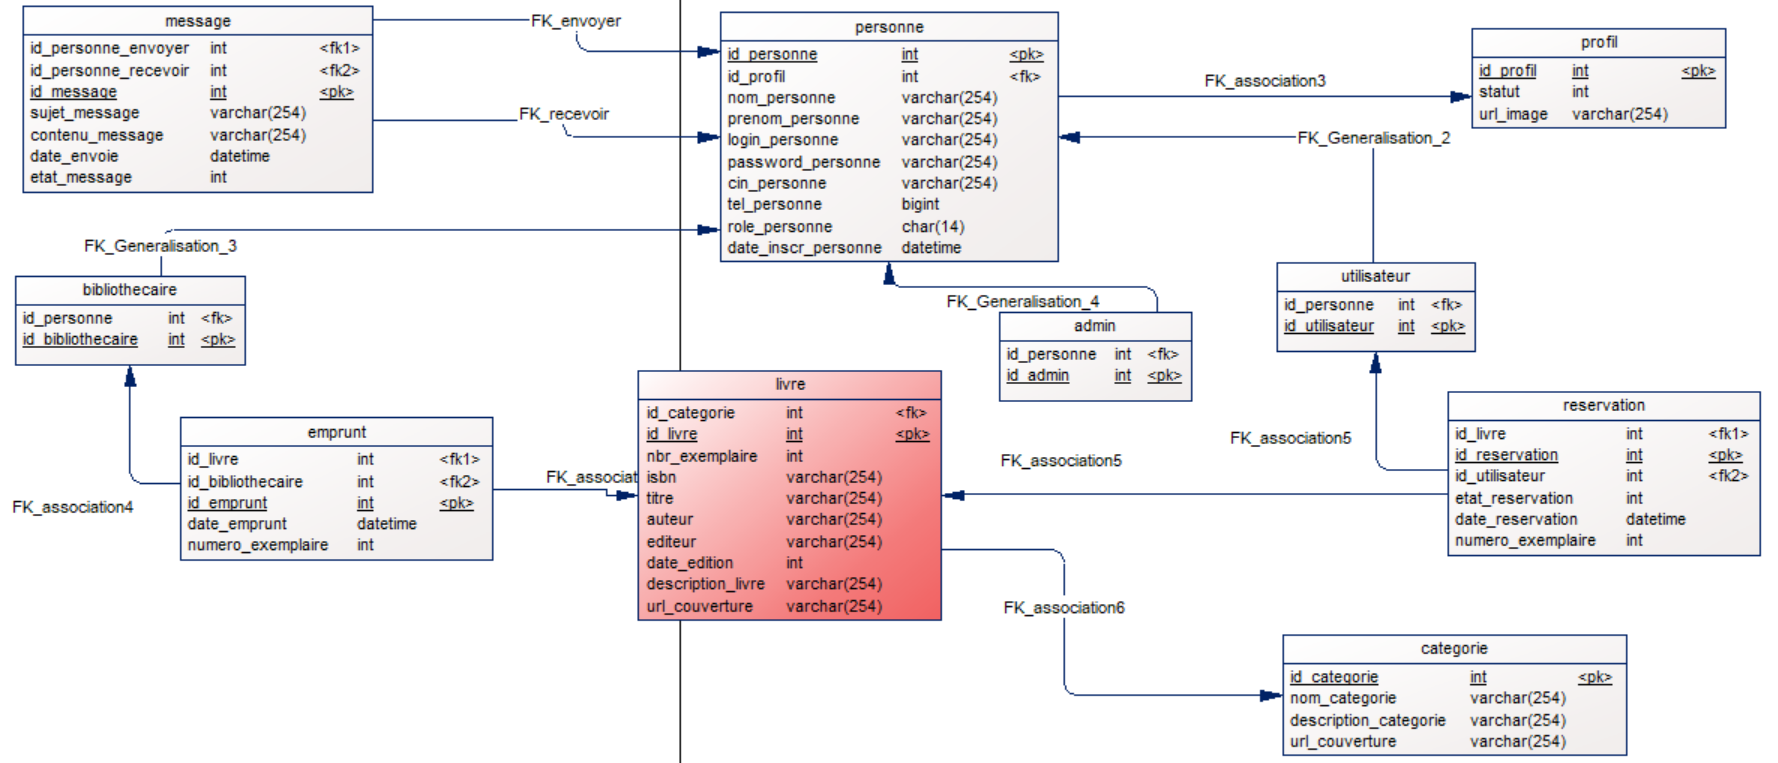 message
id_personne_envoyer int <fk1>
id_personne_recevoir int <fk2>
id_message int <pk>
sujet_message varchar(254)
contenu_message varchar(254)
date_envoie datetime
etat_message int
FK_envoyer
FK_recevoir
personne
id_personne int <pk>
id_profil int <fk>
nom_personne varchar(254)
prenom_personne varchar(254)
login_personne varchar(254)
password_personne varchar(254)
cin_personne varchar(254)
tel_personne bigint
role_personne char(14)
date_inscr_personne datetime
FK_association3
profil
id_profil int <pk>
statut int
url_image varchar(254)
FK_Generalisation_2
FK_Generalisation_3
bibliothecaire
id_personne int <fk>
id_bibliothecaire int <pk>
FK_Generalisation_4
admin
id_personne int <fk>
id_admin int <pk>
utilisateur
id_personne int <fk>
id_utilisateur int <pk>
emprunt
id_livre int <fk1>
id_bibliothecaire int <fk2>
id_emprunt int <pk>
date_emprunt datetime
numero_exemplaire int
FK_association4
FK_associat
livre
id_categorie int <fk>
id_livre int <pk>
nbr_exemplaire int
isbn varchar(254)
titre varchar(254)
auteur varchar(254)
editeur varchar(254)
date_edition int
description_livre varchar(254)
url_couverture varchar(254)
FK_association5
FK_association5
reservation
id_livre int <fk1>
id_reservation int <pk>
id_utilisateur int <fk2>
etat_reservation int
date_reservation datetime
numero_exemplaire int
FK_association6
categorie
id_categorie int <pk>
nom_categorie varchar(254)
description_categorie varchar(254)
url_couverture varchar(254)